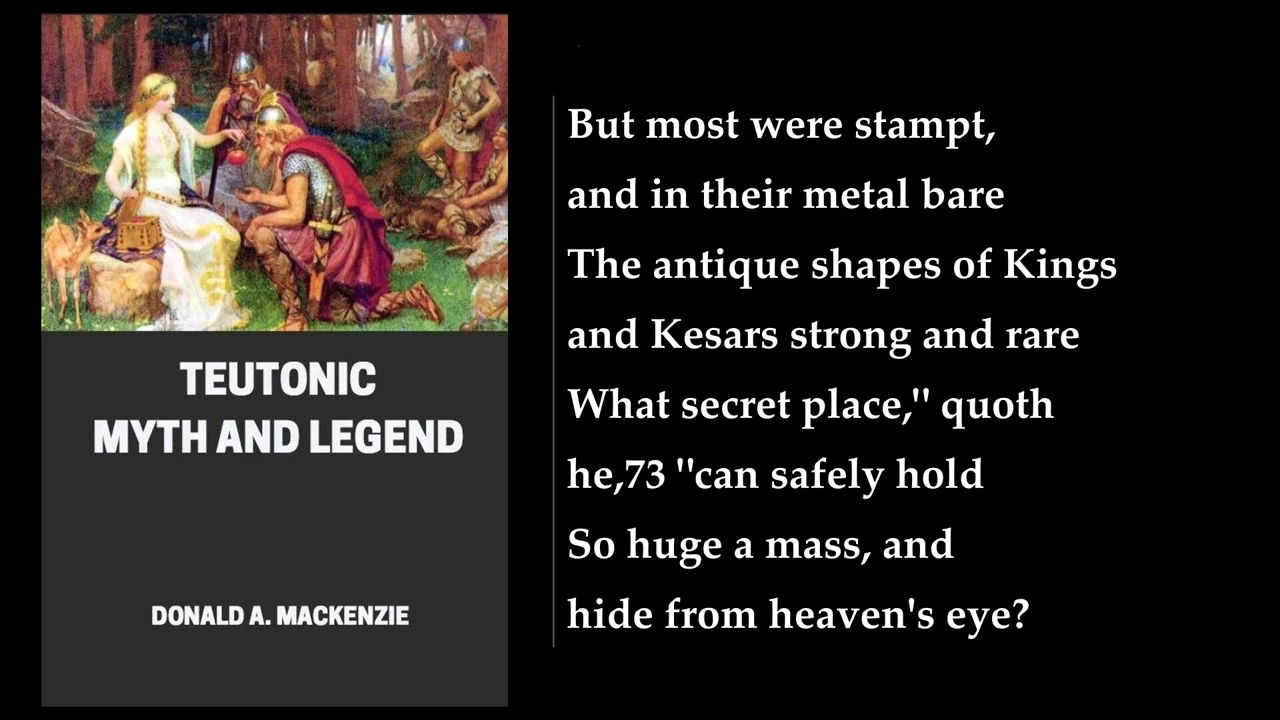 TEUTONIC
MYTH AND LEGEND
DONALD A. MACKENZIE
But most were stampt,
and in their metal bare
The antique shapes of Kings
and Kesars strong and rare
What secret place," quoth
he,73 "can safely hold
So huge a mass, and
hide from heaven's eye?